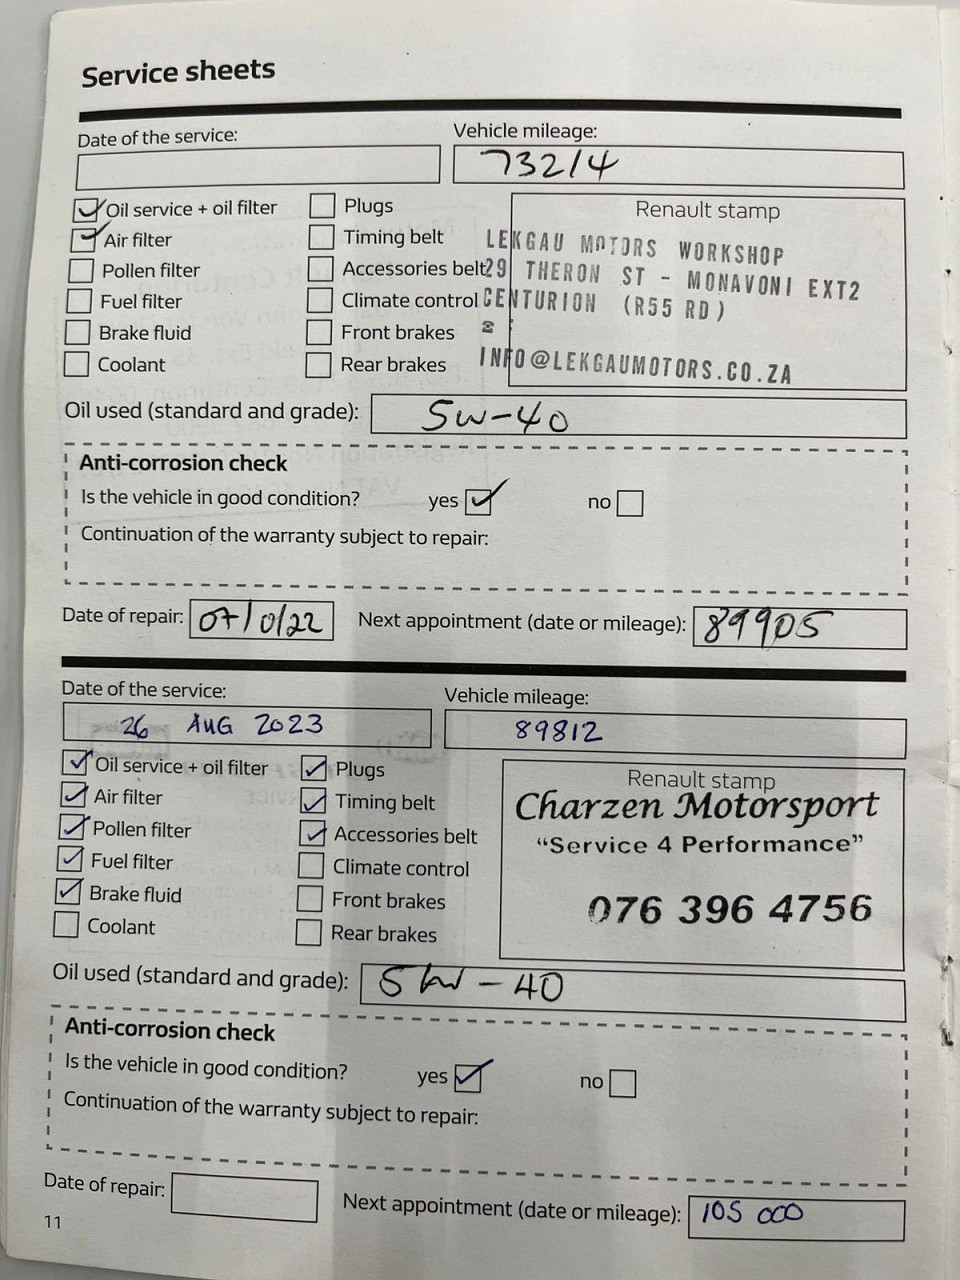 Service sheets
Date of the service:
Vehicle mileage:
73214
Oil service + oil filter
Plugs
Renault stamp
Air filter
Timing belt
LEKGAU MOTORS WORKSHOP
Pollen filter
Accessories belt
29 THERON ST - MONAVONI EXT2
Fuel filter
Climate control
CENTURION (R55 RD)
Brake fluid
Front brakes
Coolant
Rear brakes
INFO@LEKGAUMOTORS.CO.ZA
Oil used (standard and grade): 5W-40
Anti-corrosion check
Is the vehicle in good condition? yes no
Continuation of the warranty subject to repair:
Date of repair: 07/10/22 Next appointment (date or mileage): 89905
Date of the service:
Vehicle mileage:
26 AUG 2023
89812
Oil service + oil filter
Plugs
Renault stamp
Air filter
Timing belt
Charzen Motorsport
Pollen filter
Accessories belt
"Service 4 Performance"
Fuel filter
Climate control
Brake fluid
Front brakes
076 396 4756
Coolant
Rear brakes
Oil used (standard and grade): 5W-40
Anti-corrosion check
Is the vehicle in good condition? yes no
Continuation of the warranty subject to repair:
Date of repair:
Next appointment (date or mileage): 105 000
11